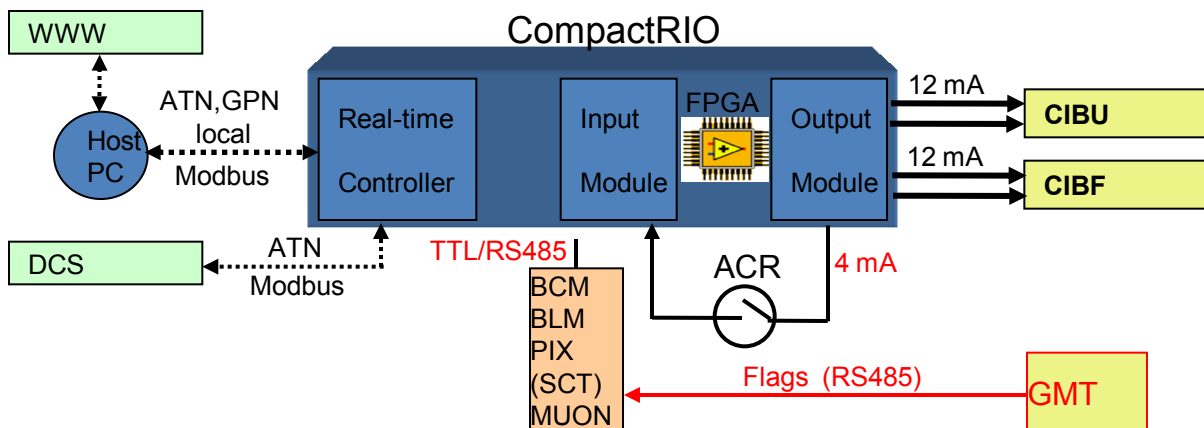 WWW
CompactRIO
ATN,GPN
local
Modbus
Host
PC
Real-time
Controller
Input
Module
FPGA
Output
Module
12 mA
CIBU
12 mA
CIBF
DCS
ATN
Modbus
TTL/RS485
ACR
4 mA
BCM
BLM
PIX
(SCT)
MUON
Flags (RS485)
GMT